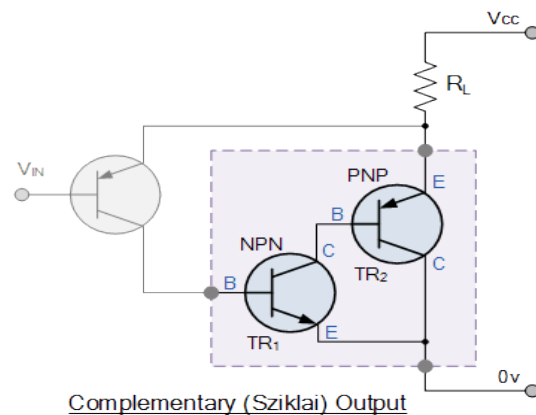 Vcc
RL
VIN
PNP
E
B
NPN
C
TR2
C
B
TR1
E
0v
Complementary (Sziklai) Output